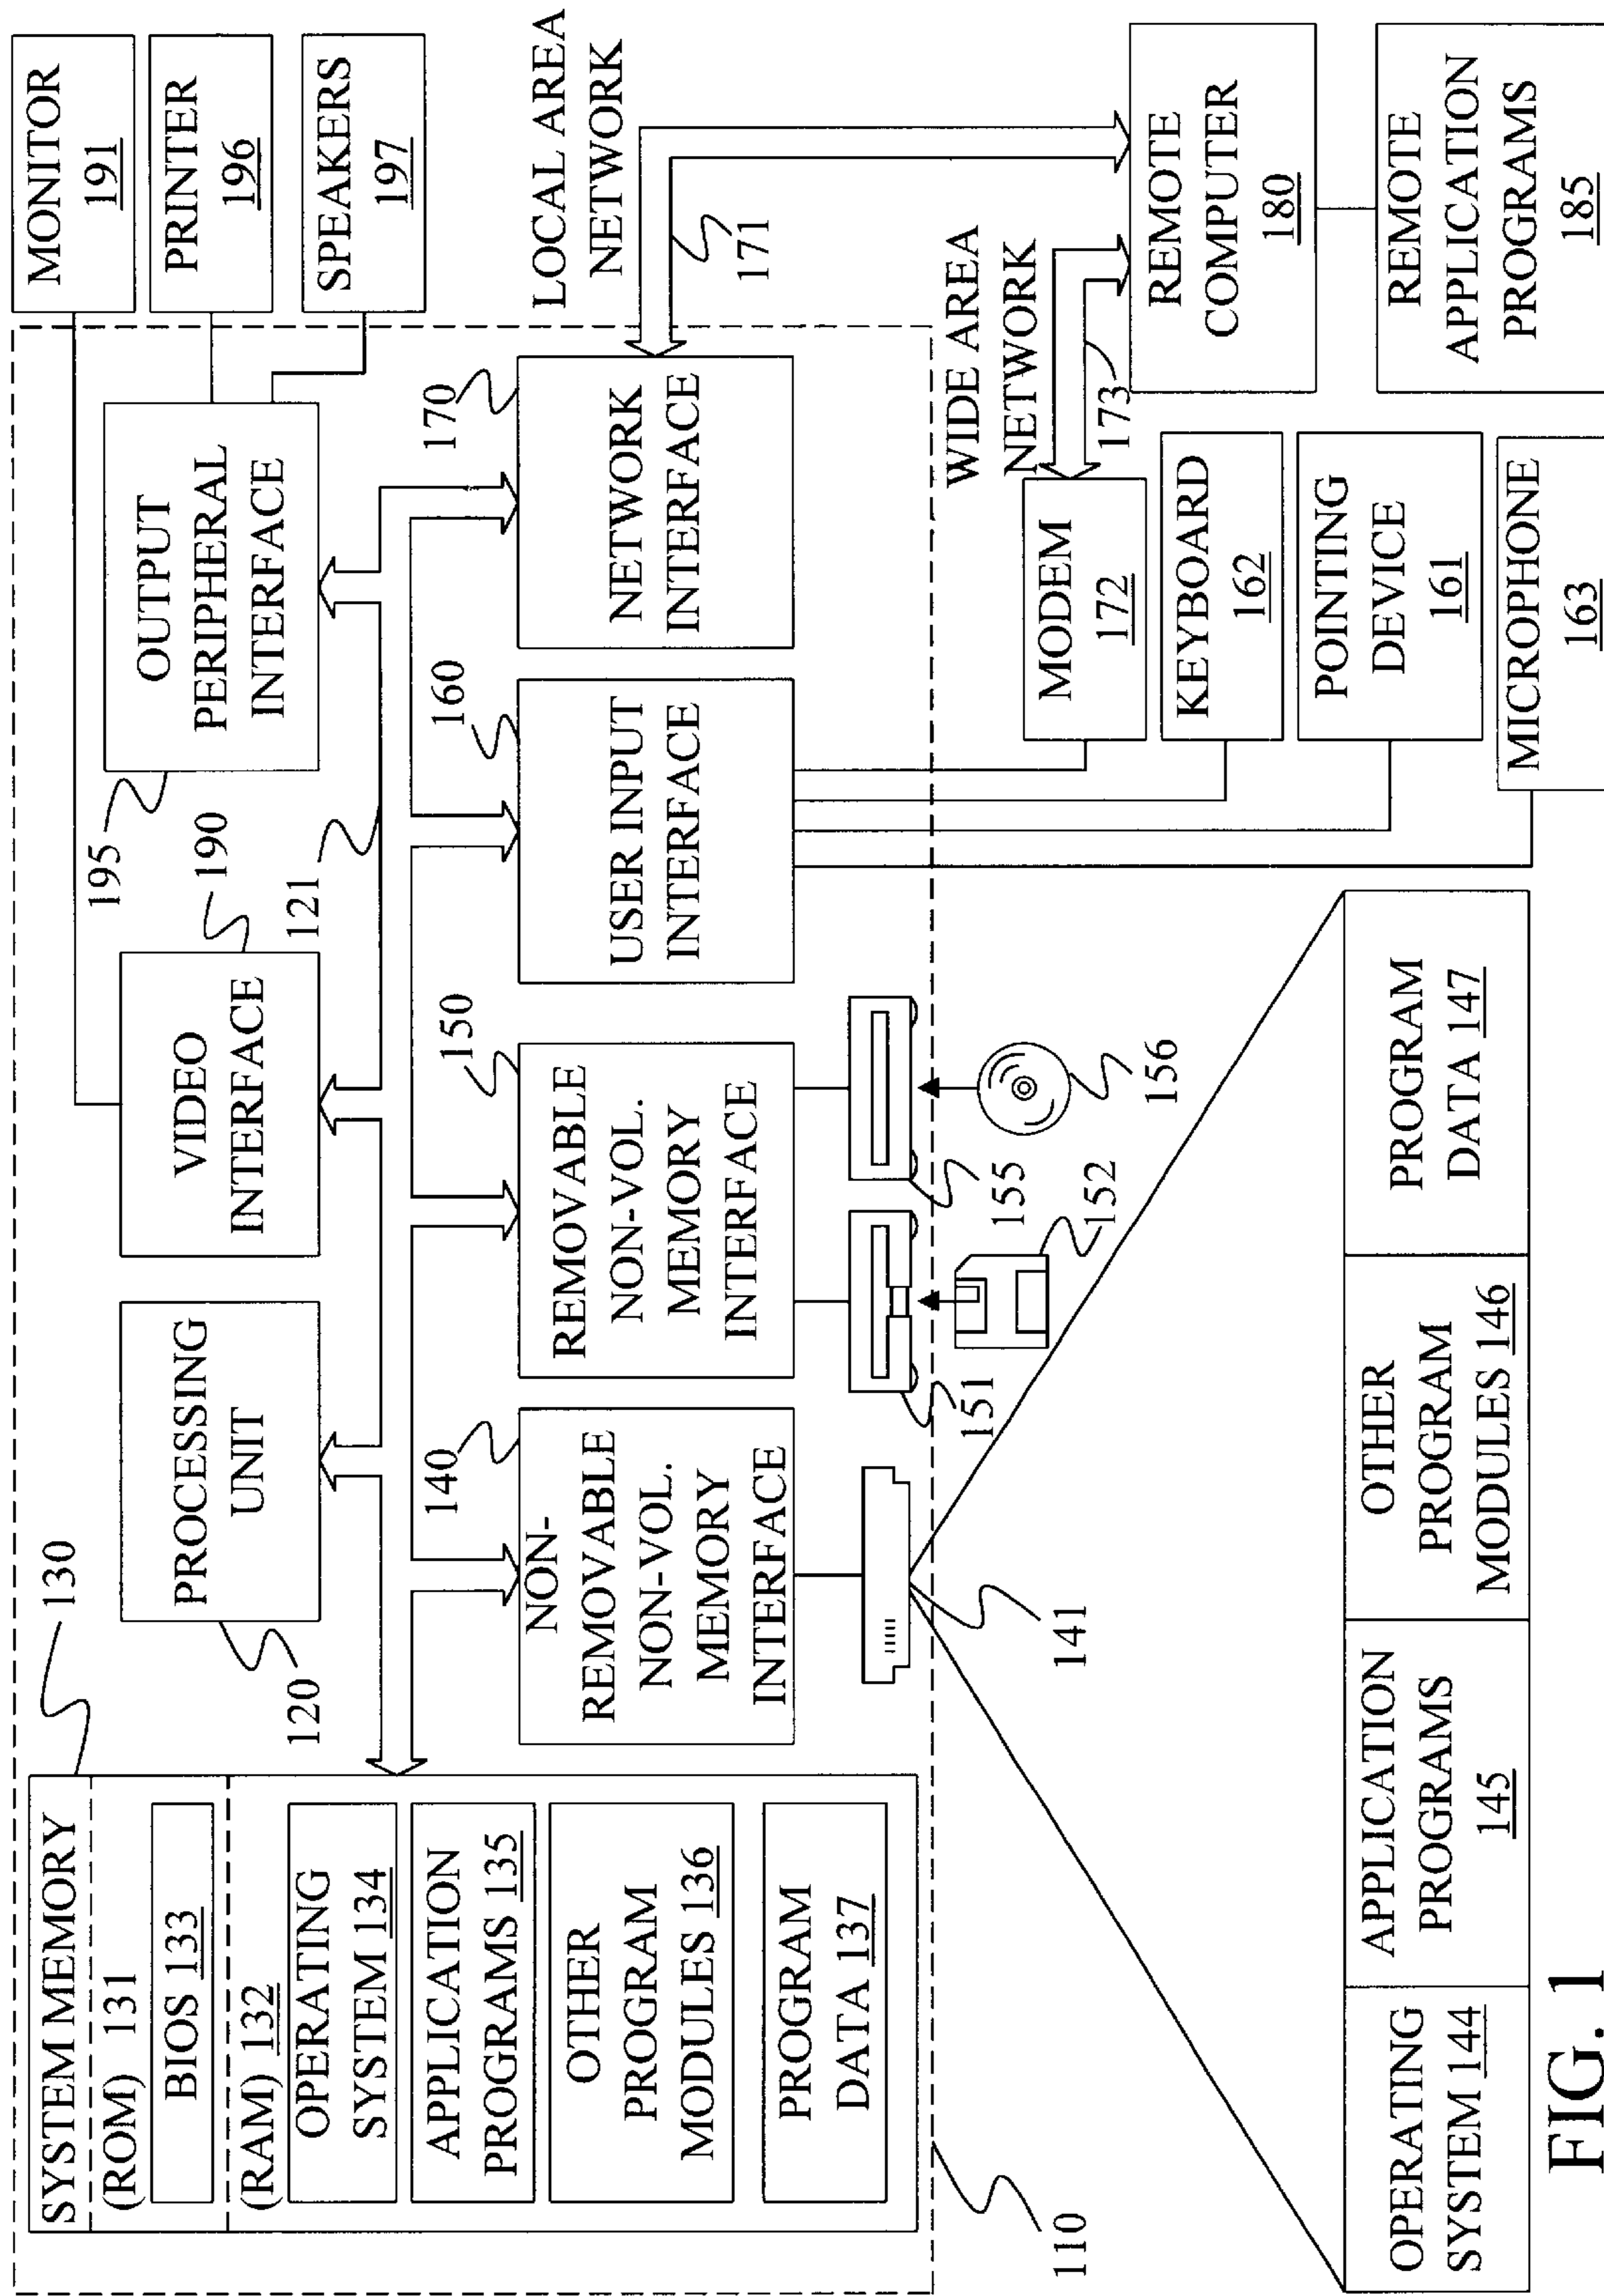 SYSTEM MEMORY
(ROM) 131
BIOS 133
(RAM) 132
OPERATING
SYSTEM 134
APPLICATION
PROGRAMS 135
OTHER
PROGRAM
MODULES 136
PROGRAM
DATA 137
130
PROCESSING
UNIT
120
VIDEO
INTERFACE
190
OUTPUT
PERIPHERAL
INTERFACE
195
121
MONITOR
191
PRINTER
196
SPEAKERS
197
NON-
REMOVABLE
NON-VOL.
MEMORY
INTERFACE
140
REMOVABLE
NON-VOL.
MEMORY
INTERFACE
150
USER INPUT
INTERFACE
160
NETWORK
INTERFACE
170
LOCAL AREA
NETWORK
171
141
151
152
155
156
WIDE AREA
NETWORK
173
MODEM
172
KEYBOARD
162
POINTING
DEVICE
161
MICROPHONE
163
REMOTE
COMPUTER
180
REMOTE
APPLICATION
PROGRAMS
185
110
OPERATING
SYSTEM 144
APPLICATION
PROGRAMS
145
OTHER
PROGRAM
MODULES 146
PROGRAM
DATA 147
FIG. 1